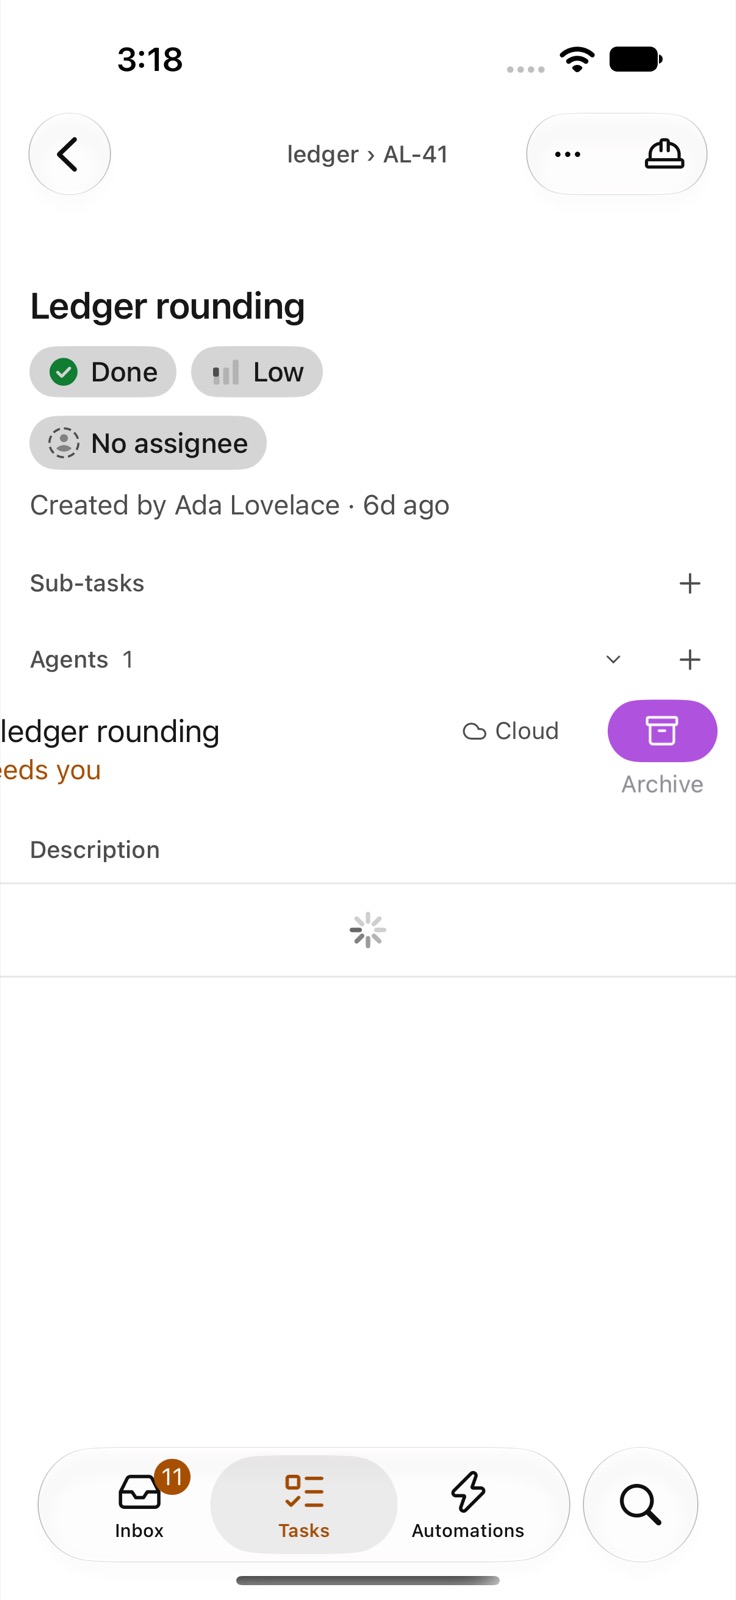 3:18
ledger › AL-41
Ledger rounding
Done
Low
No assignee
Created by Ada Lovelace · 6d ago
Sub-tasks
Agents 1
ledger rounding
Cloud
eeds you
Archive
Description
11
Inbox
Tasks
Automations